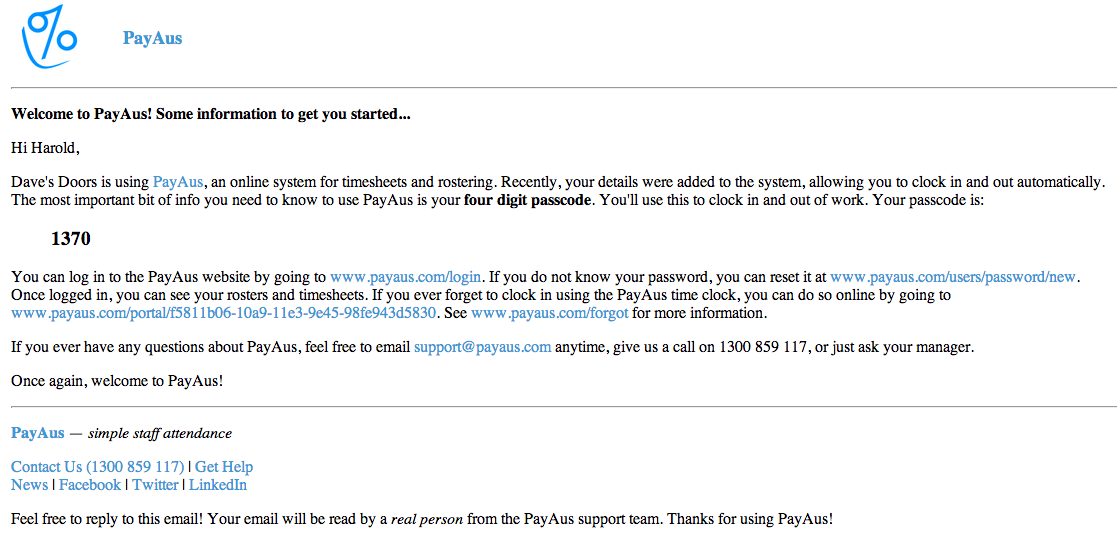 PayAus
Welcome to PayAus! Some information to get you started...
Hi Harold,
Dave's Doors is using PayAus, an online system for timesheets and rostering. Recently, your details were added to the system, allowing you to clock in and out automatically.
The most important bit of info you need to know to use PayAus is your four digit passcode. You'll use this to clock in and out of work. Your passcode is:
1370
You can log in to the PayAus website by going to www.payaus.com/login. If you do not know your password, you can reset it at www.payaus.com/users/password/new.
Once logged in, you can see your rosters and timesheets. If you ever forget to clock in using the PayAus time clock, you can do so online by going to
www.payaus.com/portal/f5811b06-10a9-11e3-9e45-98fe943d5830. See www.payaus.com/forgot for more information.
If you ever have any questions about PayAus, feel free to email support@payaus.com anytime, give us a call on 1300 859 117, or just ask your manager.
Once again, welcome to PayAus!
PayAus — simple staff attendance
Contact Us (1300 859 117) | Get Help
News | Facebook | Twitter | LinkedIn
Feel free to reply to this email! Your email will be read by a real person from the PayAus support team. Thanks for using PayAus!